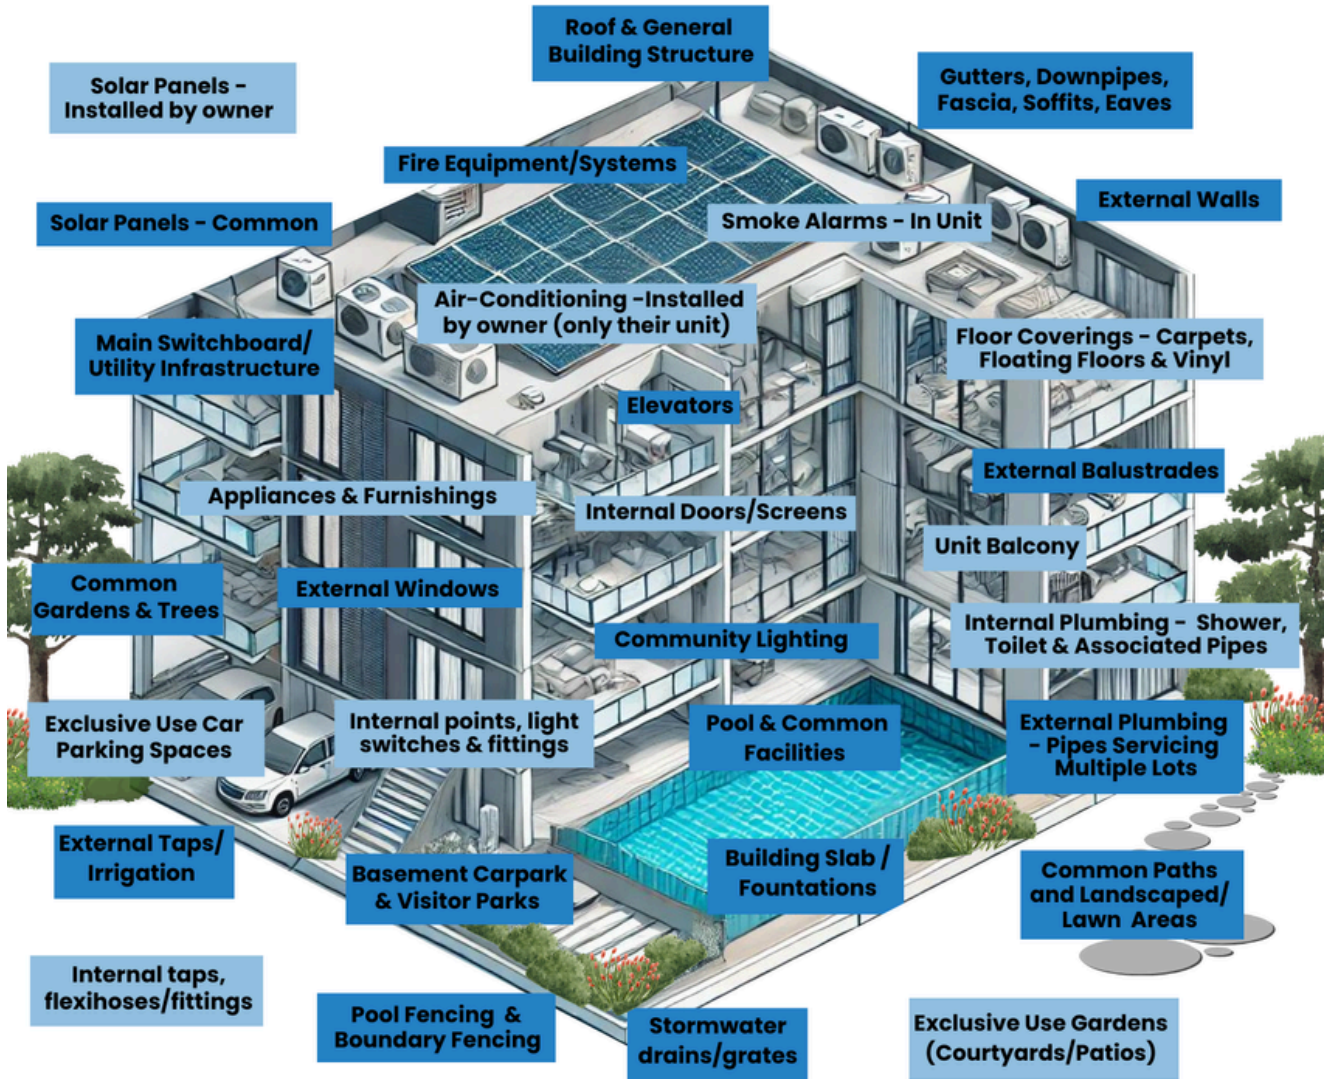 Roof & General
Building Structure
Solar Panels -
Installed by owner
Gutters, Downpipes,
Fascia, Soffits, Eaves
Fire Equipment/Systems
External Walls
Solar Panels - Common
Smoke Alarms - In Unit
Air-Conditioning -Installed
by owner (only their unit)
Main Switchboard/
Utility Infrastructure
Floor Coverings - Carpets,
Floating Floors & Vinyl
Elevators
External Balustrades
Appliances & Furnishings
Internal Doors/Screens
Unit Balcony
Common
Gardens & Trees
External Windows
Community Lighting
Internal Plumbing - Shower,
Toilet & Associated Pipes
Exclusive Use Car
Parking Spaces
Internal points, light
switches & fittings
Pool & Common
Facilities
External Plumbing
- Pipes Servicing
Multiple Lots
External Taps/
Irrigation
Basement Carpark
& Visitor Parks
Building Slab /
Fountations
Common Paths
and Landscaped/
Lawn Areas
Internal taps,
flexihoses/fittings
Pool Fencing &
Boundary Fencing
Stormwater
drains/grates
Exclusive Use Gardens
(Courtyards/Patios)